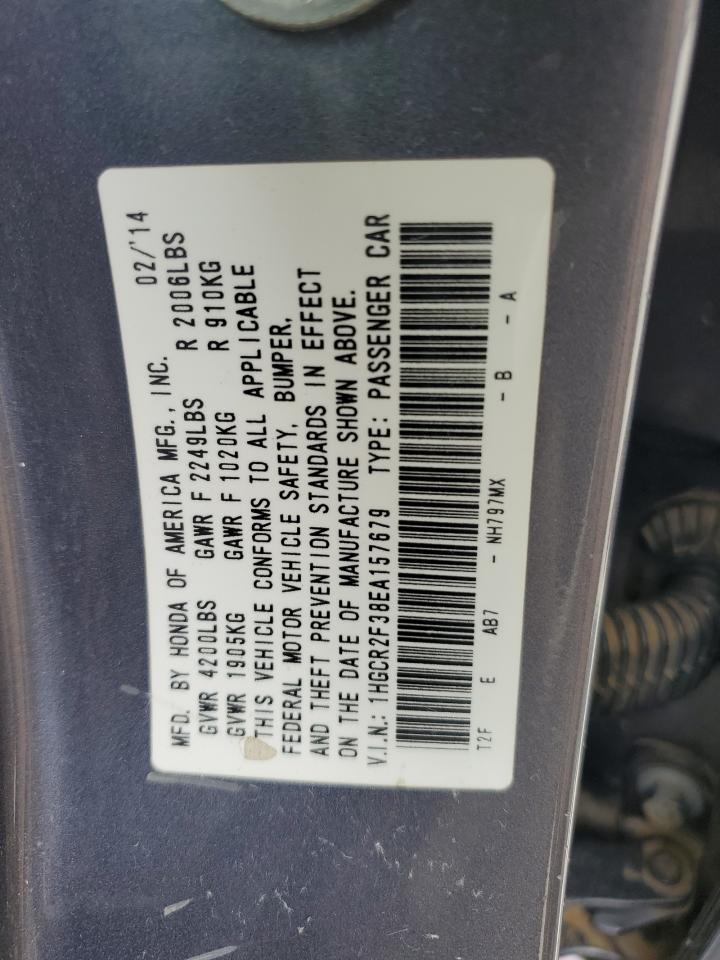 MFD. BY HONDA OF AMERICA MFG., INC. 02/'14
GVWR 4200LBS GAWR F 2249LBS R 2006LBS
GVWR 1905KG GAWR F 1020KG R 910KG
THIS VEHICLE CONFORMS TO ALL APPLICABLE
FEDERAL MOTOR VEHICLE SAFETY, BUMPER,
AND THEFT PREVENTION STANDARDS IN EFFECT
ON THE DATE OF MANUFACTURE SHOWN ABOVE.
V.I.N.: 1HGCR2F38EA157679 TYPE: PASSENGER CAR
T2F E AB7 - NH797MX - B - A